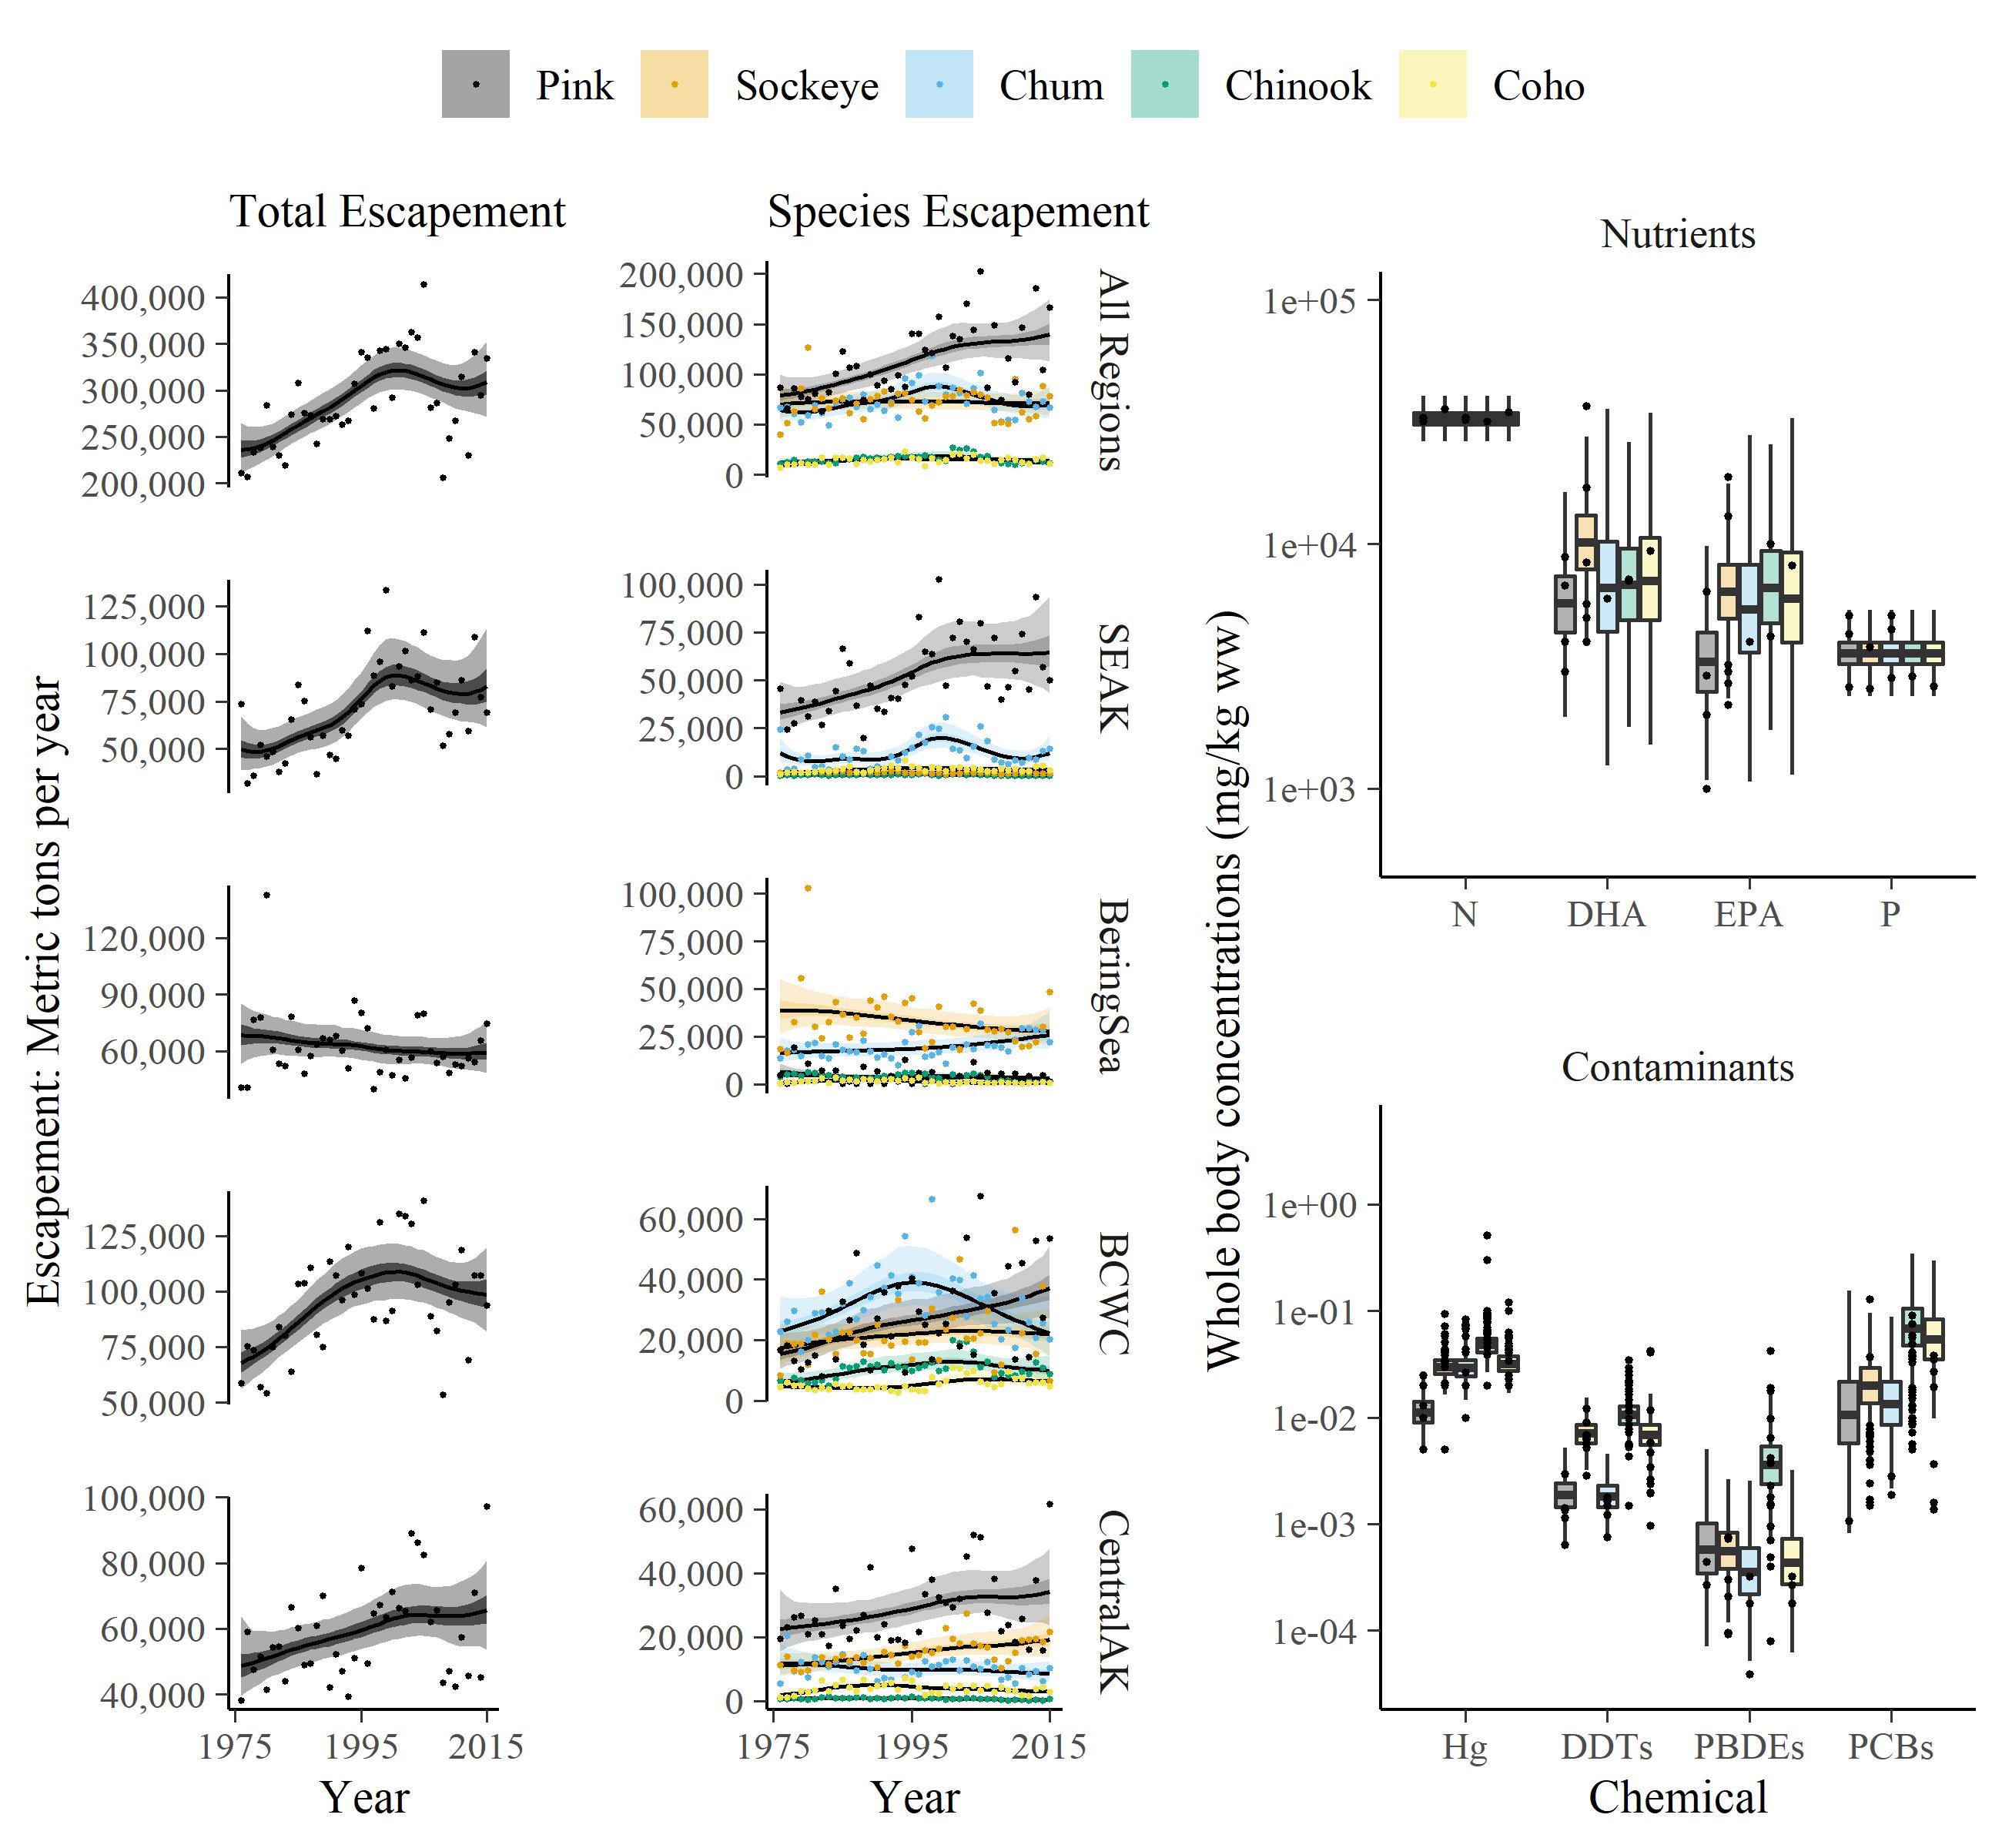 Pink Sockeye Chum Chinook Coho
Total Escapement
Species Escapement
Nutrients
Escapement: Metric tons per year
400,000
350,000
300,000
250,000
200,000
125,000
100,000
75,000
50,000
120,000
90,000
60,000
125,000
100,000
75,000
50,000
100,000
80,000
60,000
40,000
1975 1995 2015
Year
200,000
150,000
100,000
50,000
0
All Regions
100,000
75,000
50,000
25,000
0
SEAK
100,000
75,000
50,000
25,000
0
BeringSea
60,000
40,000
20,000
0
BCWC
60,000
40,000
20,000
0
CentralAK
1975 1995 2015
Year
Whole body concentrations (mg/kg ww)
1e+05
1e+04
1e+03
N DHA EPA P
Contaminants
1e+00
1e-01
1e-02
1e-03
1e-04
Hg DDTs PBDEs PCBs
Chemical